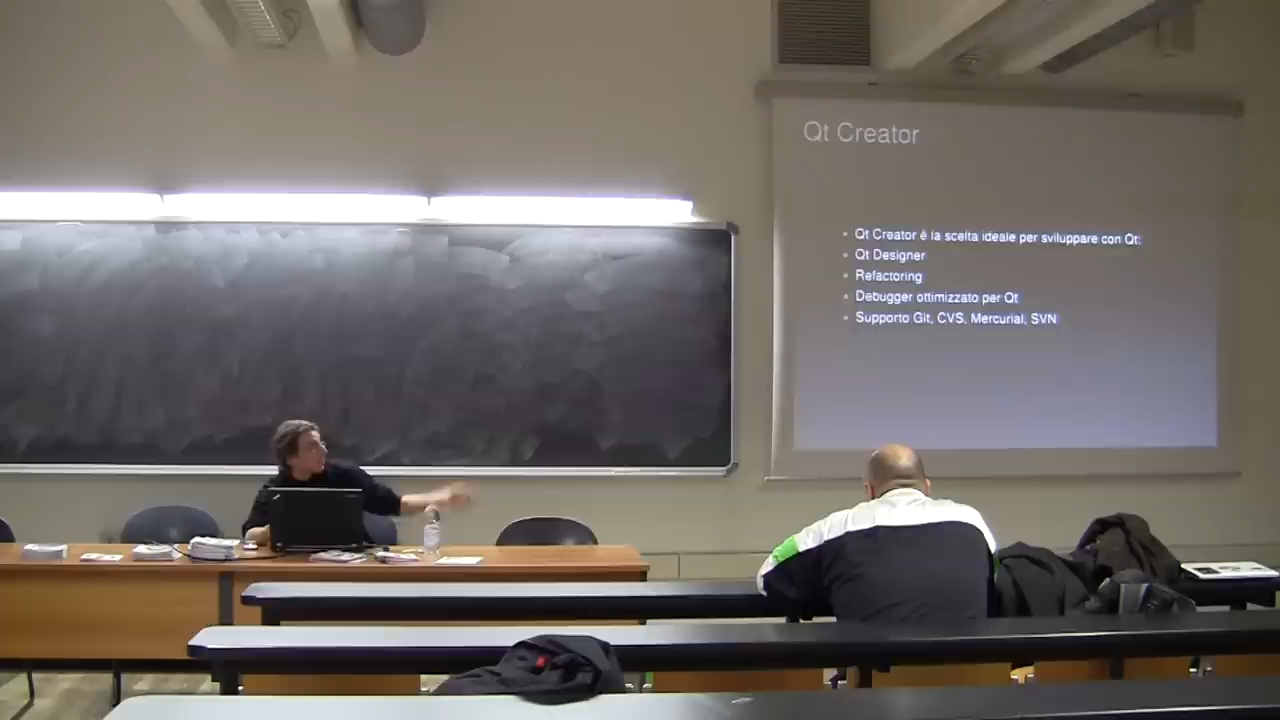 Qt Creator
Qt Creator è la scelta ideale per sviluppare con Qt:
Qt Designer
Refactoring
Debugger ottimizzato per Qt
Supporto Git, CVS, Mercurial, SVN